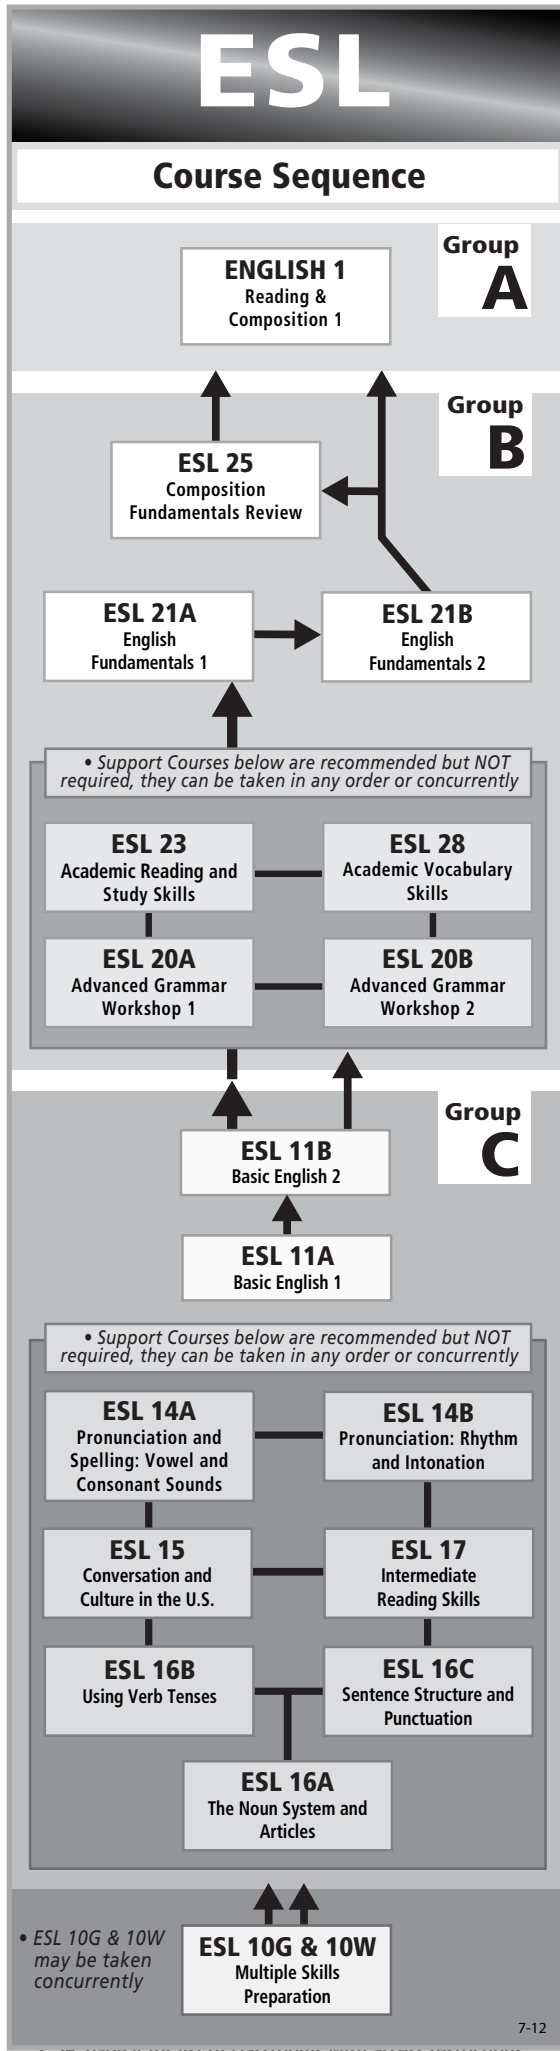 ESL
Course Sequence
Group
A
ENGLISH 1
Reading &
Composition 1
Group
B
ESL 25
Composition
Fundamentals Review
ESL 21A
English
Fundamentals 1
ESL 21B
English
Fundamentals 2
• Support Courses below are recommended but NOT
required, they can be taken in any order or concurrently
ESL 23
Academic Reading and
Study Skills
ESL 28
Academic Vocabulary
Skills
ESL 20A
Advanced Grammar
Workshop 1
ESL 20B
Advanced Grammar
Workshop 2
Group
C
ESL 11B
Basic English 2
ESL 11A
Basic English 1
• Support Courses below are recommended but NOT
required, they can be taken in any order or concurrently
ESL 14A
Pronunciation and
Spelling: Vowel and
Consonant Sounds
ESL 14B
Pronunciation: Rhythm
and Intonation
ESL 15
Conversation and
Culture in the U.S.
ESL 17
Intermediate
Reading Skills
ESL 16B
Using Verb Tenses
ESL 16C
Sentence Structure and
Punctuation
ESL 16A
The Noun System and
Articles
• ESL 10G & 10W
may be taken
concurrently
ESL 10G & 10W
Multiple Skills
Preparation
7-12